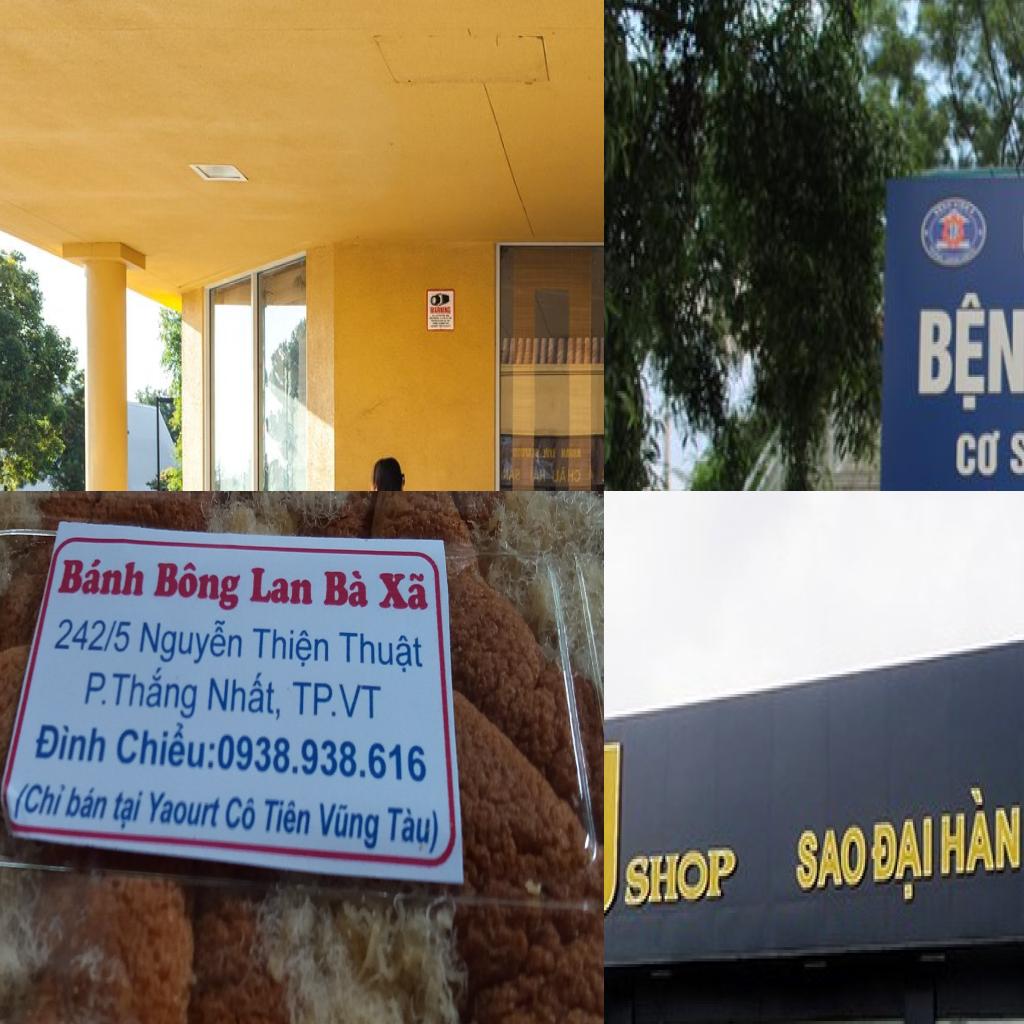 WARNING
BỆN
CƠ S
Bánh Bông Lan Bà Xã
242/5 Nguyễn Thiện Thuật
P.Thắng Nhất, TP.VT
Đình Chiểu:0938.938.616
(Chỉ bán tại Yaourt Cô Tiên Vũng Tàu)
SHOP
SAO ĐẠI HÀN